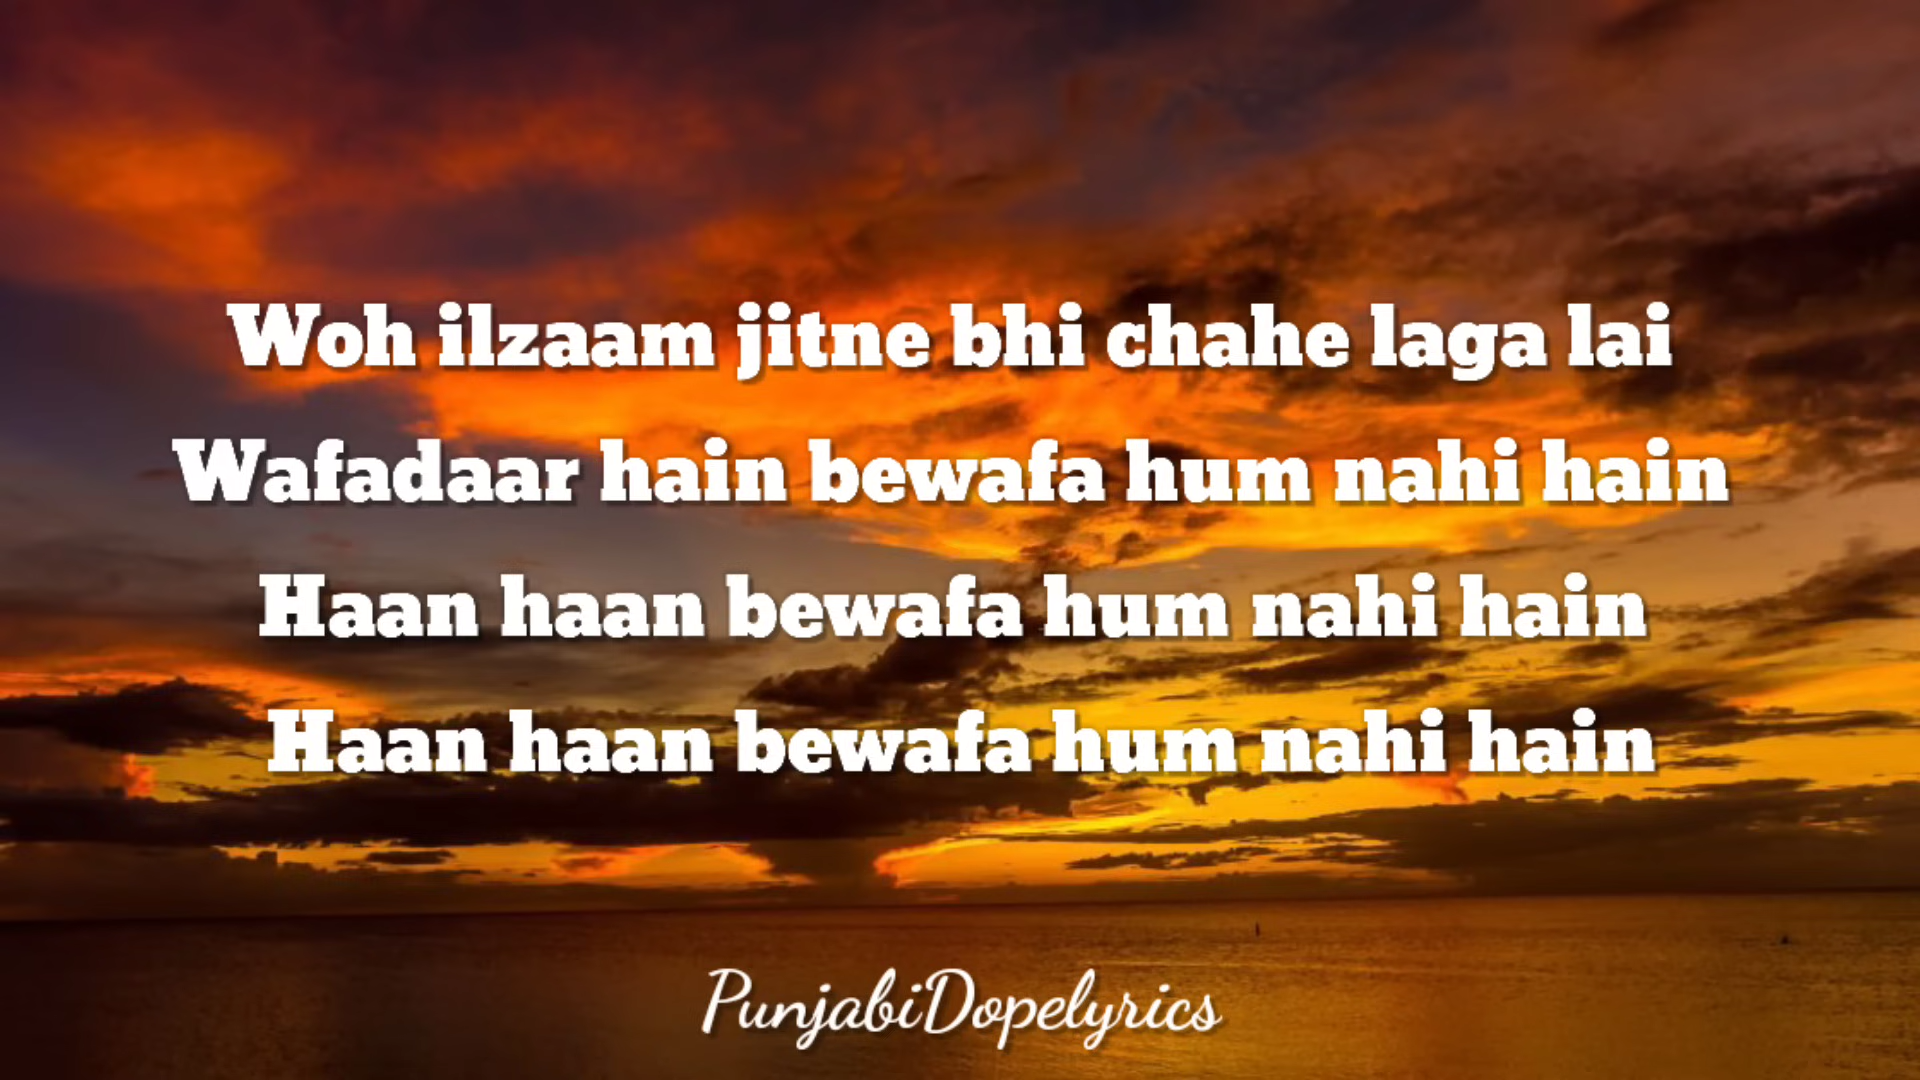 Woh ilzaam jitne bhi chahe laga lai
Wafadaar hain bewafa hum nahi hain
Haan haan bewafa hum nahi hain
Haan haan bewafa hum nahi hain
PunjabiDopelyrics